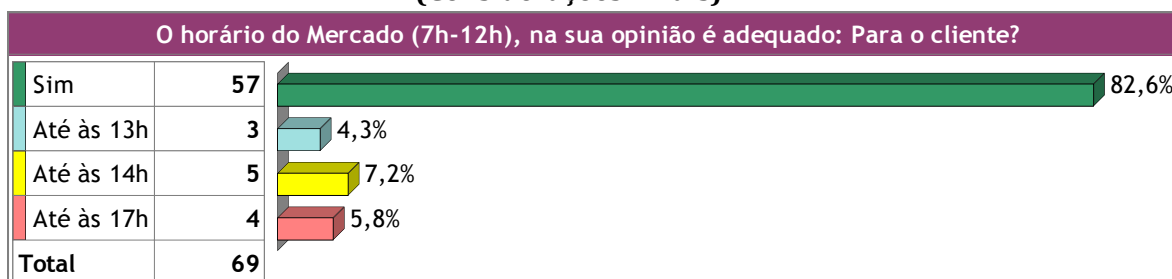 O horário do Mercado (7h-12h), na sua opinião é adequado: Para o cliente?
Sim 57 82,6%
Até às 13h 3 4,3%
Até às 14h 5 7,2%
Até às 17h 4 5,8%
Total 69